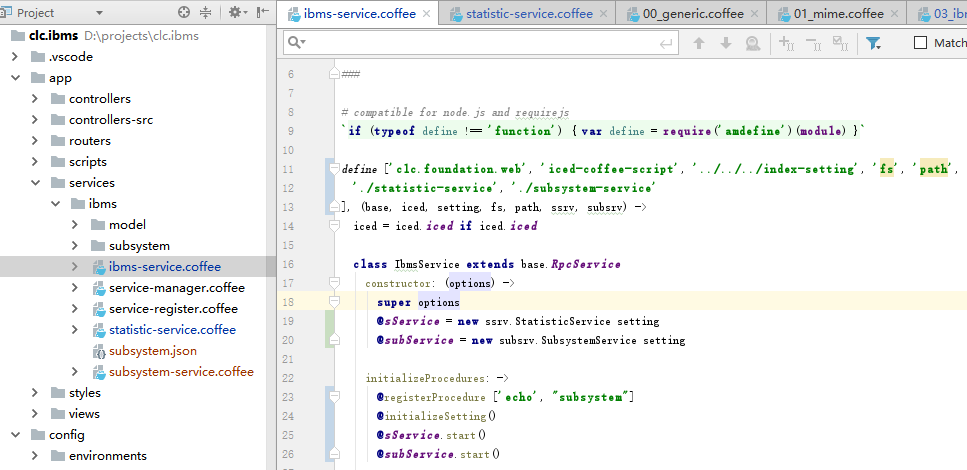 Project
ibms-service.coffee
statistic-service.coffee
00_generic.coffee
01_mime.coffee
03_ibm
clc.ibms D:\projects\clc.ibms
.vscode
app
controllers
controllers-src
routers
scripts
services
ibms
model
subsystem
ibms-service.coffee
service-manager.coffee
service-register.coffee
statistic-service.coffee
subsystem.json
subsystem-service.coffee
styles
views
config
environments
Match
6 ###
7
8 # compatible for node.js and requirejs
9 `if (typeof define !== 'function') { var define = require('amdefine')(module) }`
10
11 define ['clc.foundation.web', 'iced-coffee-script', '../../../index-setting', 'fs', 'path',
12 './statistic-service', './subsystem-service'
13 ], (base, iced, setting, fs, path, ssrv, subsrv) ->
14 iced = iced.iced if iced.iced
15
16 class IbmsService extends base.RpcService
17 constructor: (options) ->
18 super options
19 @sService = new ssrv.StatisticService setting
20 @subService = new subsrv.SubsystemService setting
21
22 initializeProcedures: ->
23 @registerProcedure ['echo', "subsystem"]
24 @initializeSetting()
25 @sService.start()
26 @subService.start()